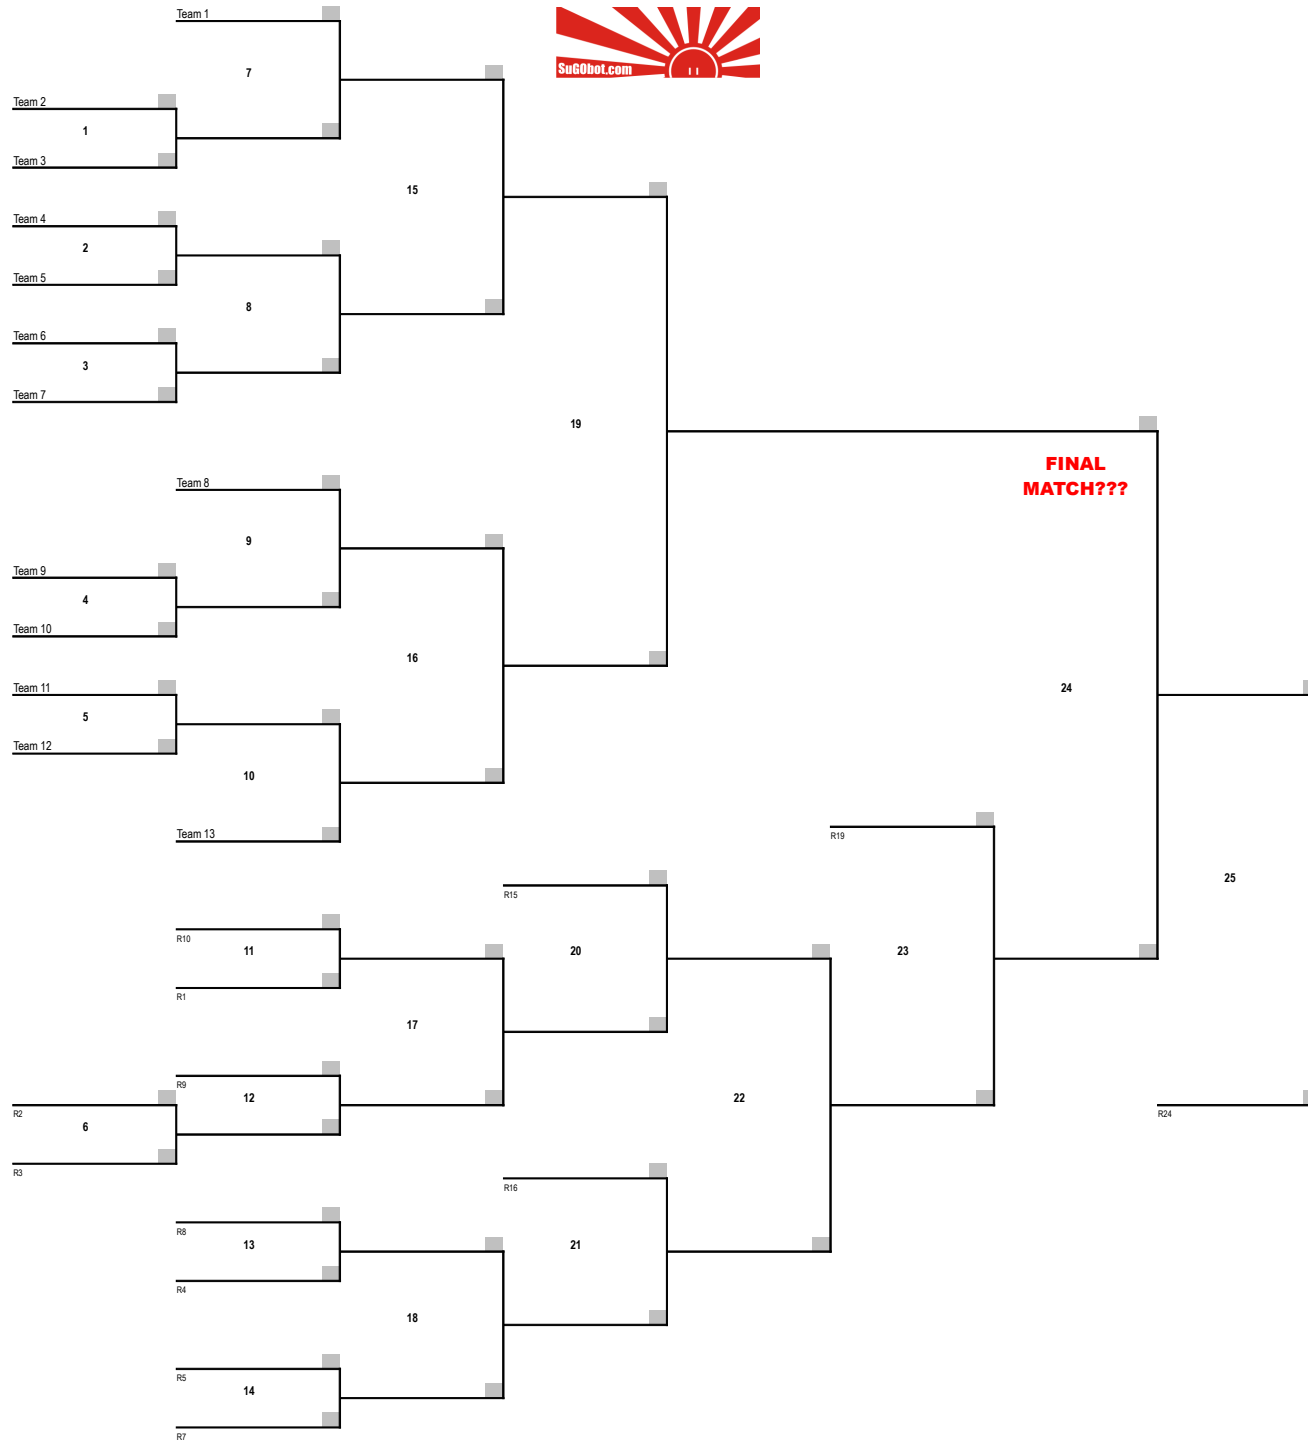 Team 1
SuGObot.com
7
Team 2
1
Team 3
15
Team 4
2
Team 5
8
Team 6
3
Team 7
19
FINAL
MATCH???
Team 8
9
Team 9
4
Team 10
16
Team 11
24
5
Team 12
10
Team 13
R19
25
R15
R10
11
20
23
R1
17
R9
12
22
R2
R24
6
R3
R16
R8
13
21
R4
18
R5
14
R7